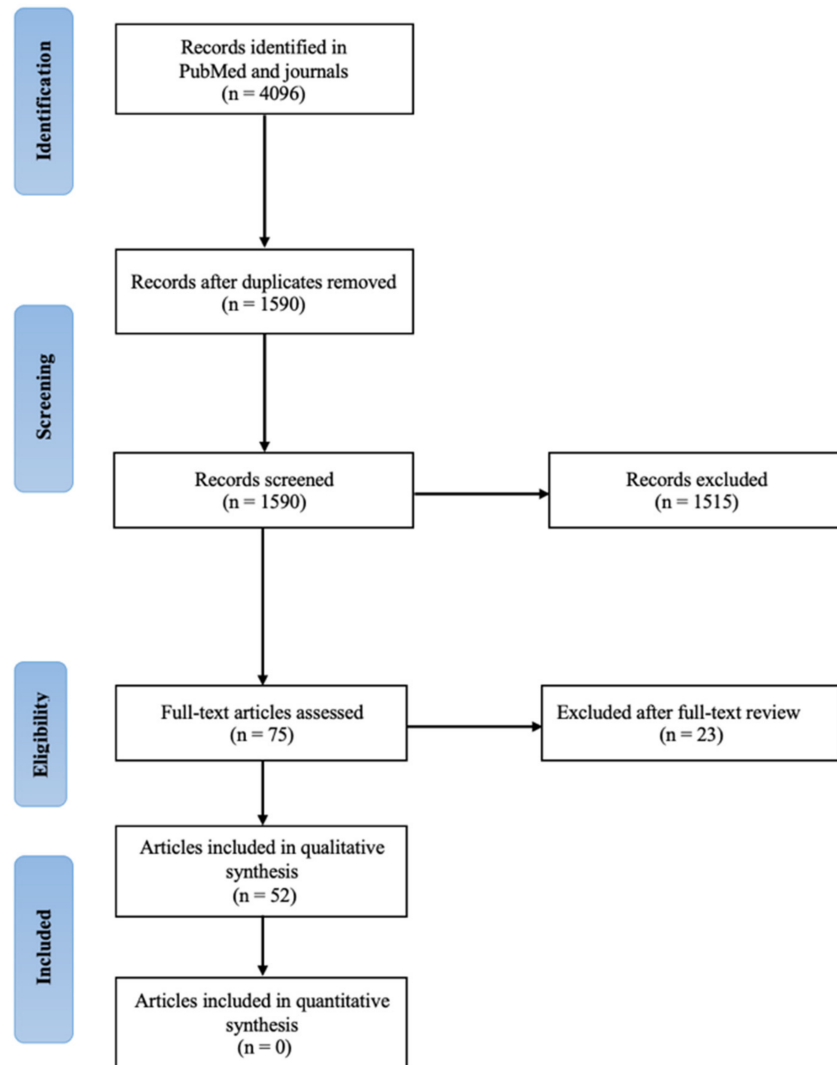 Identification
Records identified in
PubMed and journals
(n = 4096)
Screening
Records after duplicates removed
(n = 1590)
Records screened
(n = 1590)
Records excluded
(n = 1515)
Eligibility
Full-text articles assessed
(n = 75)
Excluded after full-text review
(n = 23)
Included
Articles included in qualitative
synthesis
(n = 52)
Articles included in quantitative
synthesis
(n = 0)